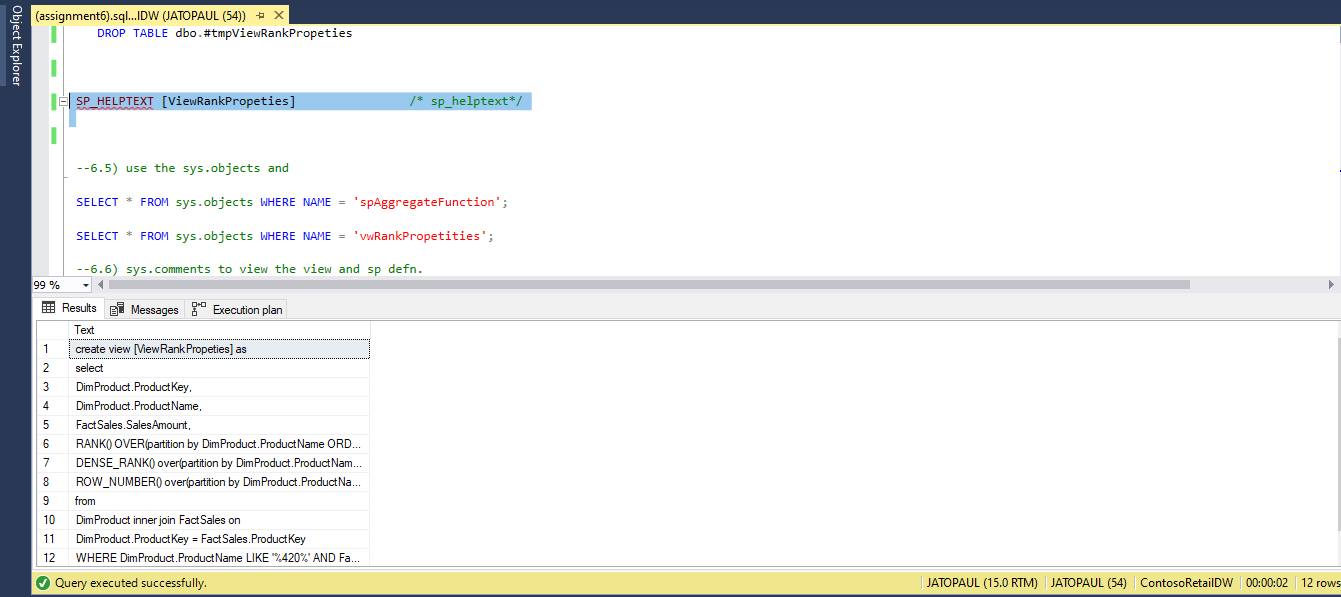 Object Explorer
(assignment6).sql...IDW (JATOPAUL (54))
DROP TABLE dbo.#tmpViewRankPropeties
SP_HELPTEXT [ViewRankPropeties] /* sp_helptext*/
--6.5) use the sys.objects and
SELECT * FROM sys.objects WHERE NAME = 'spAggregateFunction';
SELECT * FROM sys.objects WHERE NAME = 'vwRankPropetities';
--6.6) sys.comments to view the view and sp defn.
99 %
Results Messages Execution plan
Text
1 create view [ViewRankPropeties] as
2 select
3 DimProduct.ProductKey,
4 DimProduct.ProductName,
5 FactSales.SalesAmount,
6 RANK() OVER(partition by DimProduct.ProductName ORD...
7 DENSE_RANK() over(partition by DimProduct.ProductNam...
8 ROW_NUMBER() over(partition by DimProduct.ProductNa...
9 from
10 DimProduct inner join FactSales on
11 DimProduct.ProductKey = FactSales.ProductKey
12 WHERE DimProduct.ProductName LIKE '%420%' AND Fa...
Query executed successfully. JATOPAUL (15.0 RTM) JATOPAUL (54) ContosoRetailDW 00:00:02 12 rows